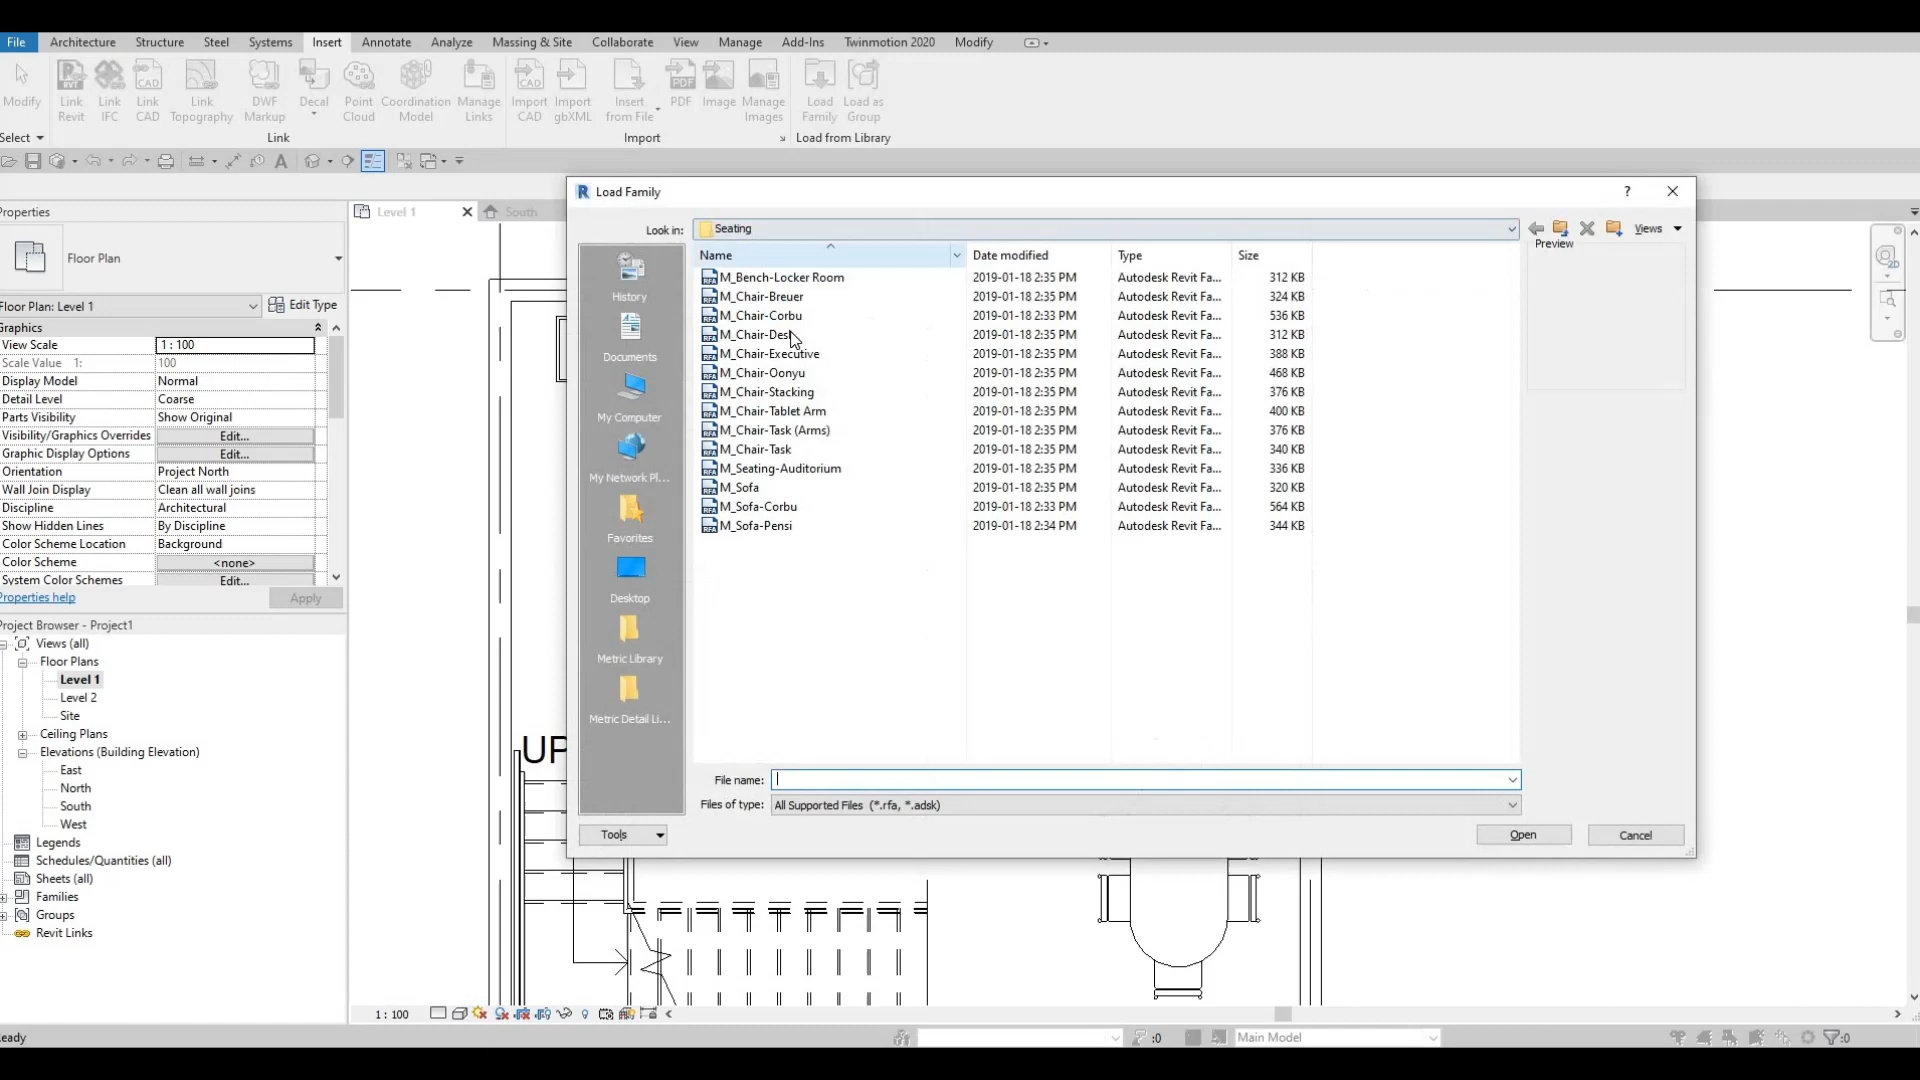 File Architecture Structure Steel Systems Insert Annotate Analyze Massing & Site Collaborate View Manage Add-Ins Twinmotion 2020 Modify
Modify
Link Revit
Link IFC
Link CAD
Link Topography
DWF Markup
Decal
Point Cloud
Coordination Model
Manage Links
Import CAD
Import gbXML
Insert from File
PDF
Image
Manage Images
Load Family
Load as Group
Select
Link
Import
Load from Library
Properties
Level 1
South
Floor Plan
Floor Plan: Level 1
Edit Type
Graphics
View Scale 1 : 100
Scale Value 1: 100
Display Model Normal
Detail Level Coarse
Parts Visibility Show Original
Visibility/Graphics Overrides Edit...
Graphic Display Options Edit...
Orientation Project North
Wall Join Display Clean all wall joins
Discipline Architectural
Show Hidden Lines By Discipline
Color Scheme Location Background
Color Scheme <none>
System Color Schemes Edit...
Properties help
Apply
Project Browser - Project1
Views (all)
Floor Plans
Level 1
Level 2
Site
Ceiling Plans
Elevations (Building Elevation)
East
North
South
West
Legends
Schedules/Quantities (all)
Sheets (all)
Families
Groups
Revit Links
Load Family
Look in: Seating
Views
Preview
History
Documents
My Computer
My Network Pl...
Favorites
Desktop
Metric Library
Metric Detail Li...
Name Date modified Type Size
M_Bench-Locker Room 2019-01-18 2:35 PM Autodesk Revit Fa... 312 KB
M_Chair-Breuer 2019-01-18 2:35 PM Autodesk Revit Fa... 324 KB
M_Chair-Corbu 2019-01-18 2:33 PM Autodesk Revit Fa... 536 KB
M_Chair-Desk 2019-01-18 2:35 PM Autodesk Revit Fa... 312 KB
M_Chair-Executive 2019-01-18 2:35 PM Autodesk Revit Fa... 388 KB
M_Chair-Oonyu 2019-01-18 2:35 PM Autodesk Revit Fa... 468 KB
M_Chair-Stacking 2019-01-18 2:35 PM Autodesk Revit Fa... 376 KB
M_Chair-Tablet Arm 2019-01-18 2:35 PM Autodesk Revit Fa... 400 KB
M_Chair-Task (Arms) 2019-01-18 2:35 PM Autodesk Revit Fa... 376 KB
M_Chair-Task 2019-01-18 2:35 PM Autodesk Revit Fa... 340 KB
M_Seating-Auditorium 2019-01-18 2:35 PM Autodesk Revit Fa... 336 KB
M_Sofa 2019-01-18 2:35 PM Autodesk Revit Fa... 320 KB
M_Sofa-Corbu 2019-01-18 2:33 PM Autodesk Revit Fa... 564 KB
M_Sofa-Pensi 2019-01-18 2:34 PM Autodesk Revit Fa... 344 KB
File name:
Files of type: All Supported Files (*.rfa, *.adsk)
Tools
Open
Cancel
UP
1 : 100
eady
:0
Main Model
:0